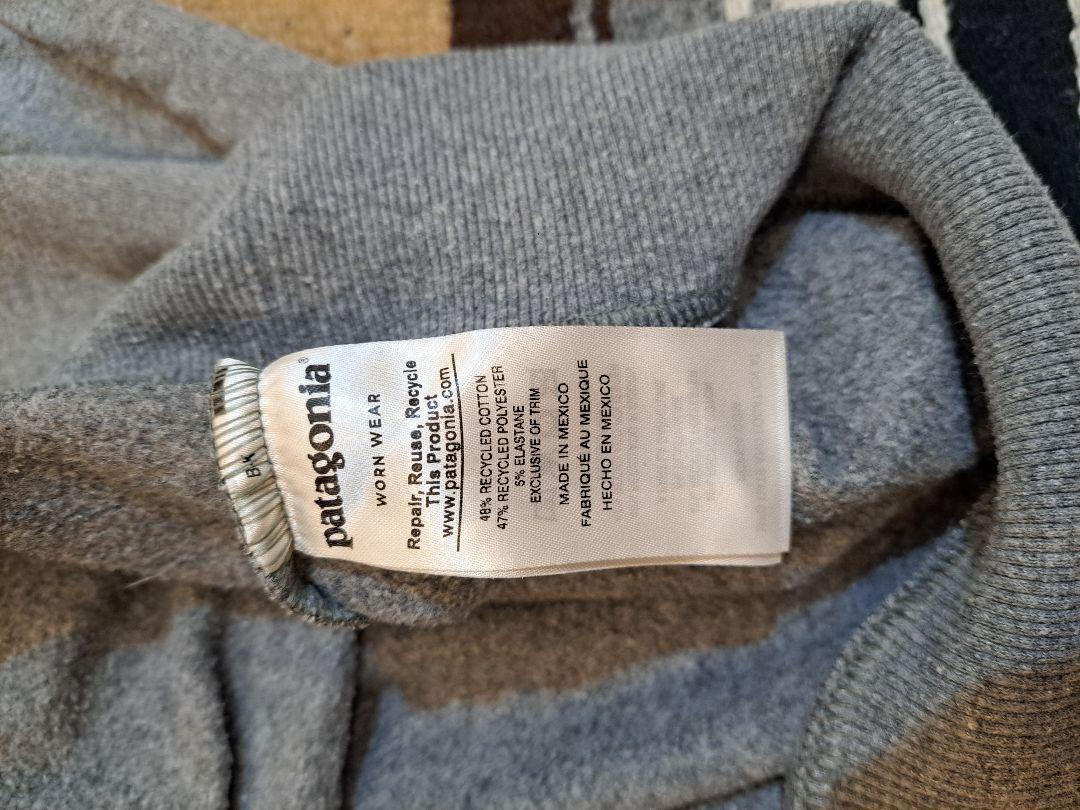 patagonia®
WORN WEAR
Repair, Reuse, Recycle
This Product
www.patagonia.com
48% RECYCLED COTTON
47% RECYCLED POLYESTER
5% ELASTANE
EXCLUSIVE OF TRIM
MADE IN MEXICO
FABRIQUÉ AU MEXIQUE
HECHO EN MEXICO